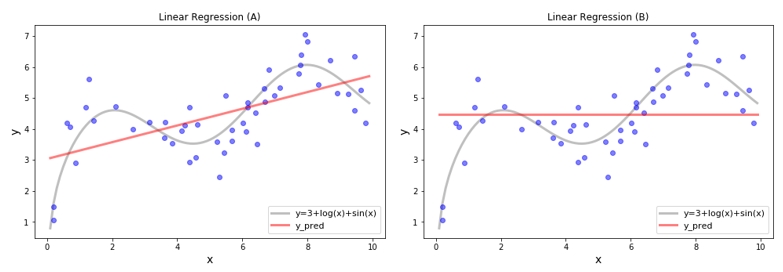 Linear Regression (A)
7
6
5
4
3
2
1
y
0
2
4
6
8
10
x
y=3+log(x)+sin(x)
y_pred
Linear Regression (B)
7
6
5
4
3
2
1
y
0
2
4
6
8
10
x
y=3+log(x)+sin(x)
y_pred